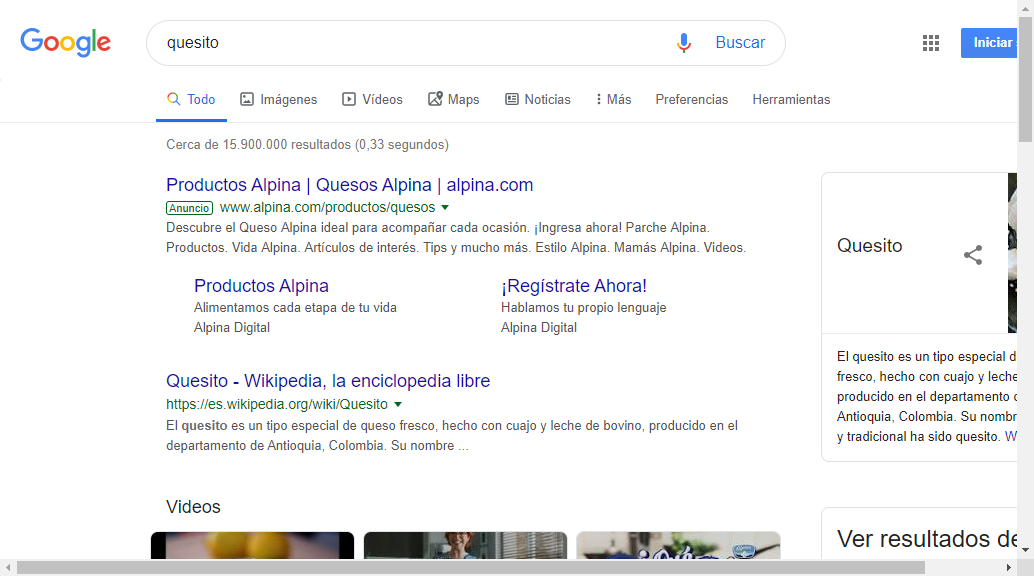 Google
quesito
Buscar
Iniciar
Todo
Imágenes
Vídeos
Maps
Noticias
Más
Preferencias
Herramientas
Cerca de 15.900.000 resultados (0,33 segundos)
Productos Alpina | Quesos Alpina | alpina.com
Anuncio www.alpina.com/productos/quesos
Descubre el Queso Alpina ideal para acompañar cada ocasión. ¡Ingresa ahora! Parche Alpina.
Productos. Vida Alpina. Artículos de interés. Tips y mucho más. Estilo Alpina. Mamás Alpina. Videos.
Productos Alpina
Alimentamos cada etapa de tu vida
Alpina Digital
¡Regístrate Ahora!
Hablamos tu propio lenguaje
Alpina Digital
Quesito - Wikipedia, la enciclopedia libre
https://es.wikipedia.org/wiki/Quesito
El quesito es un tipo especial de queso fresco, hecho con cuajo y leche de bovino, producido en el
departamento de Antioquia, Colombia. Su nombre ...
Videos
Quesito
El quesito es un tipo especial d
fresco, hecho con cuajo y leche
producido en el departamento
Antioquia, Colombia. Su nombr
y tradicional ha sido quesito. W
Ver resultados de